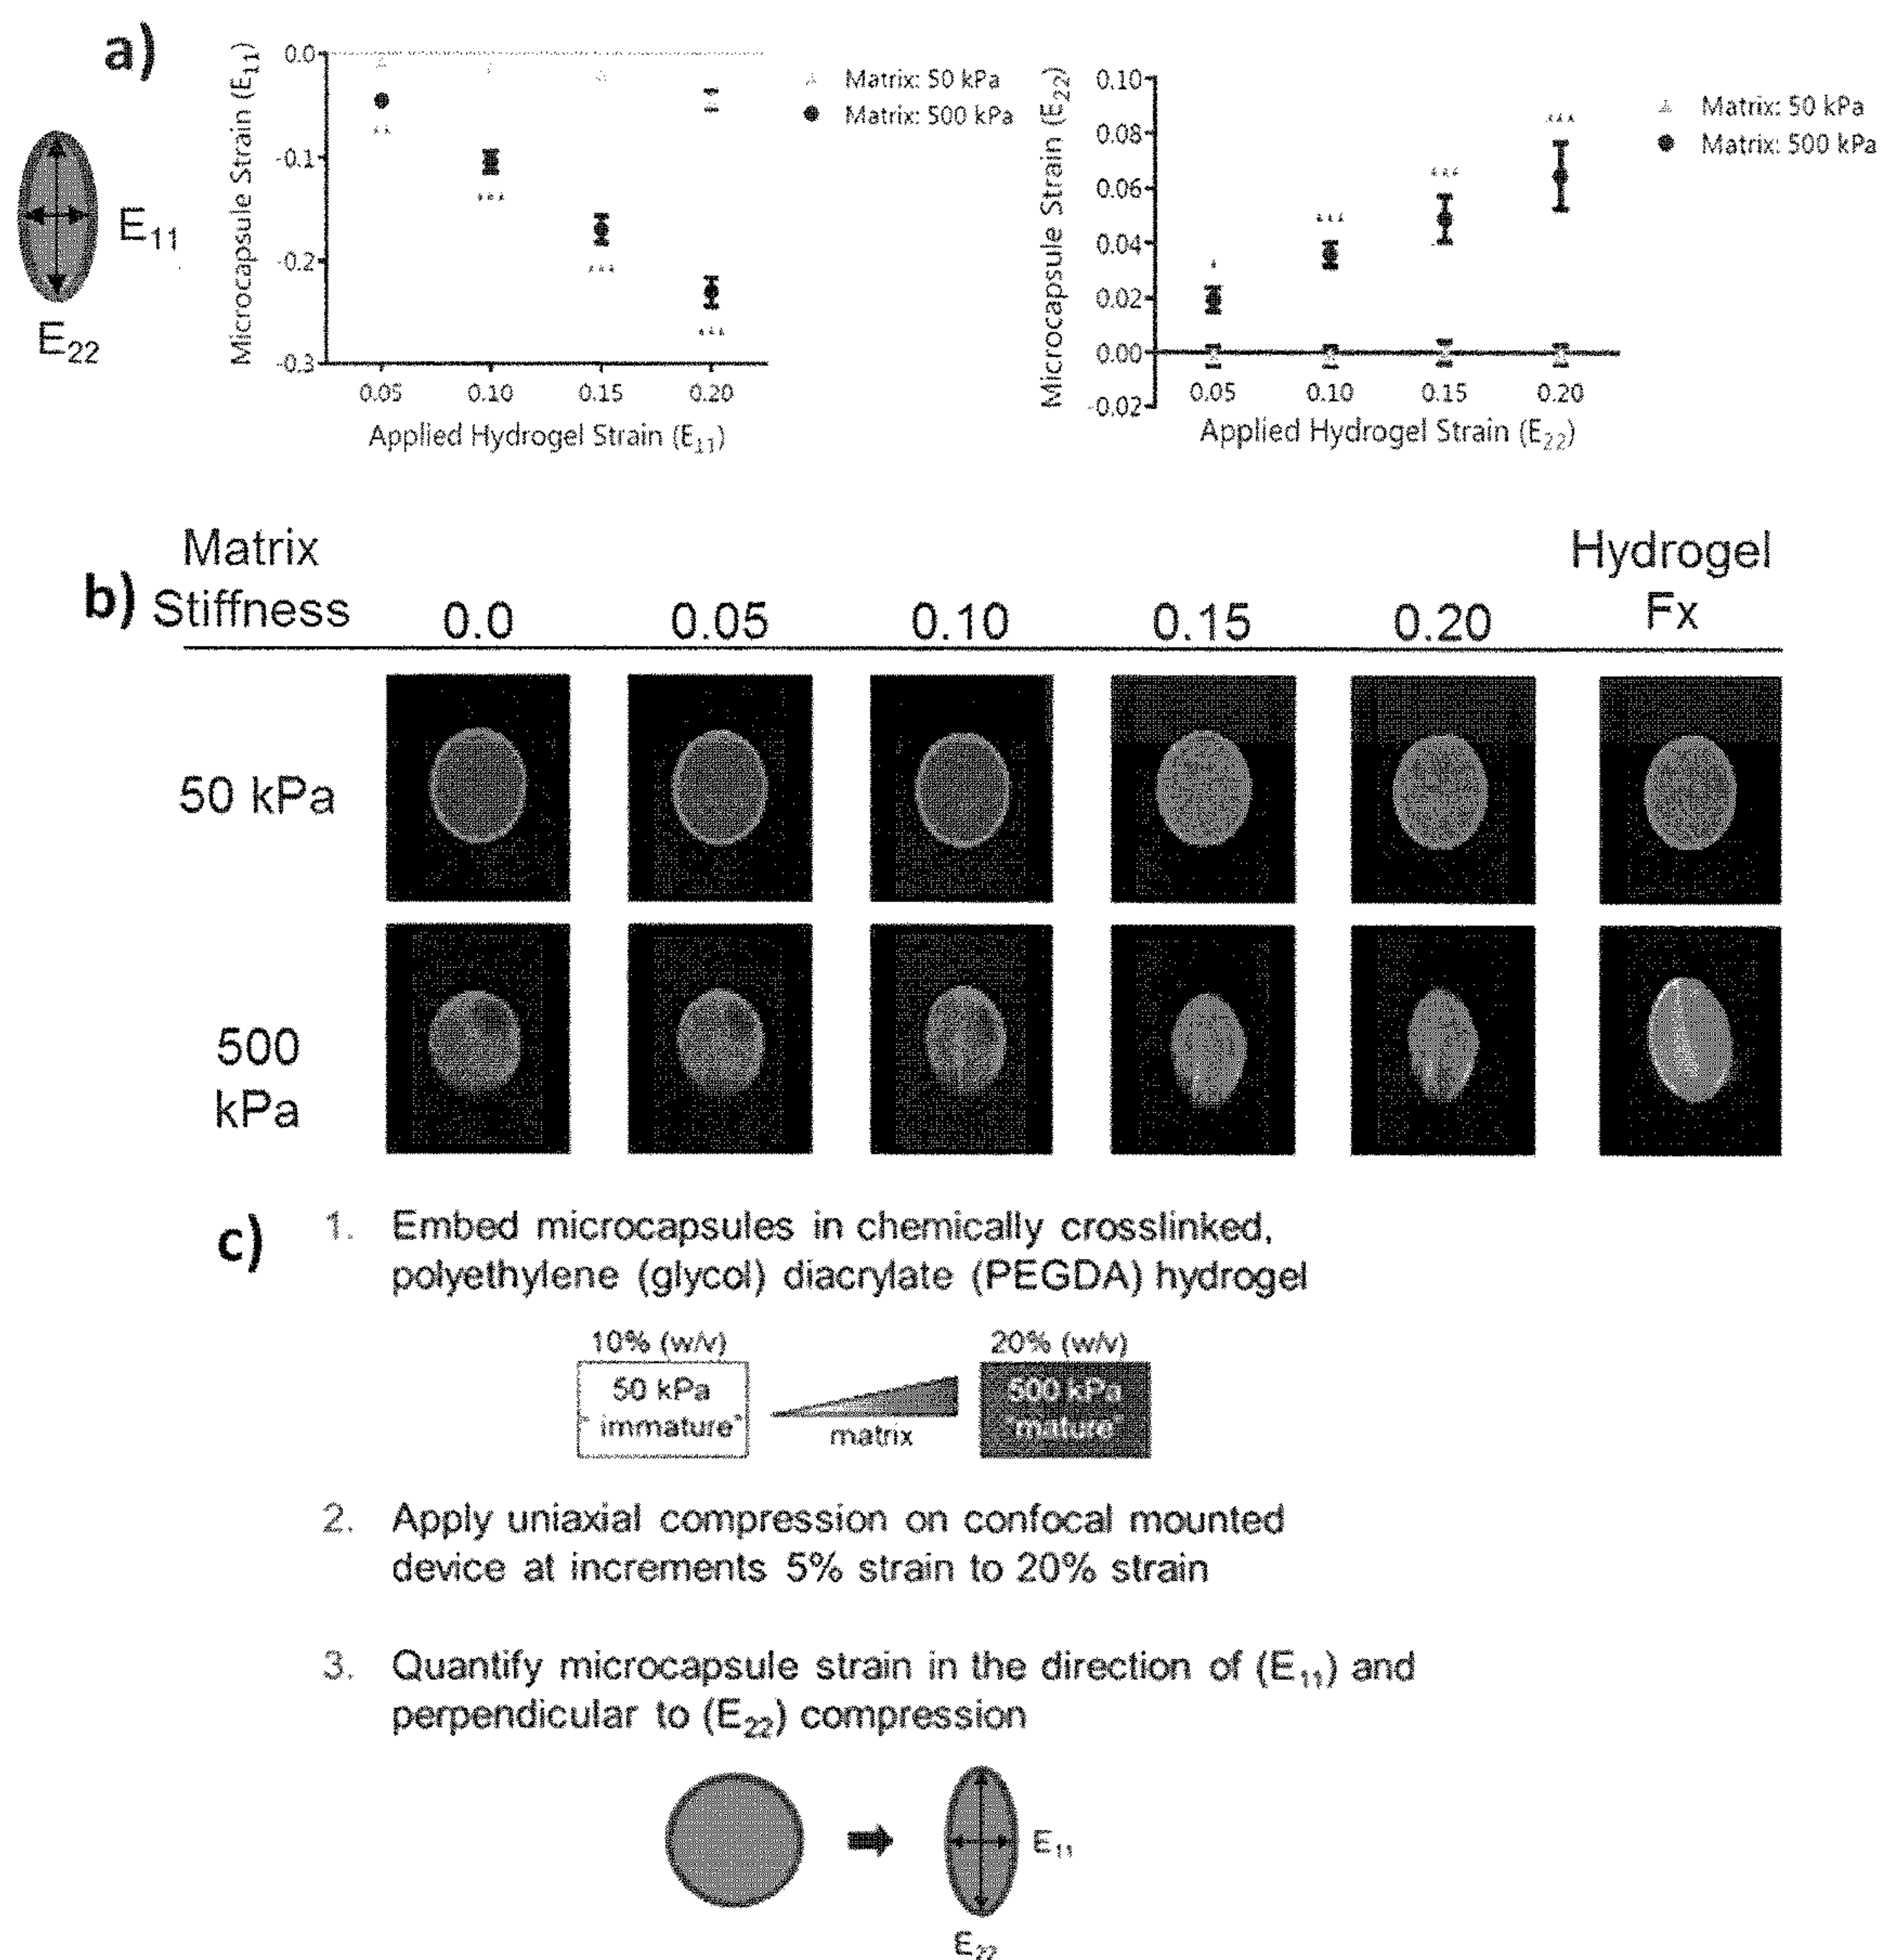 a)
E11
E22
Microcapsule Strain (E11)
0.0
-0.1
-0.2
-0.3
0.05 0.10 0.15 0.20
Applied Hydrogel Strain (E11)
Matrix: 50 kPa
Matrix: 500 kPa
Microcapsule Strain (E22)
0.10
0.08
0.06
0.04
0.02
0.00
-0.02
0.05 0.10 0.15 0.20
Applied Hydrogel Strain (E22)
Matrix: 50 kPa
Matrix: 500 kPa
b)
Matrix
Stiffness 0.0 0.05 0.10 0.15 0.20
Hydrogel
Fx
50 kPa
500
kPa
c)
1. Embed microcapsules in chemically crosslinked,
polyethylene (glycol) diacrylate (PEGDA) hydrogel
10% (w/v)
50 kPa
" immature"
matrix
20% (w/v)
500 kPa
"mature"
2. Apply uniaxial compression on confocal mounted
device at increments 5% strain to 20% strain
3. Quantify microcapsule strain in the direction of (E11) and
perpendicular to (E22) compression
E11
E22